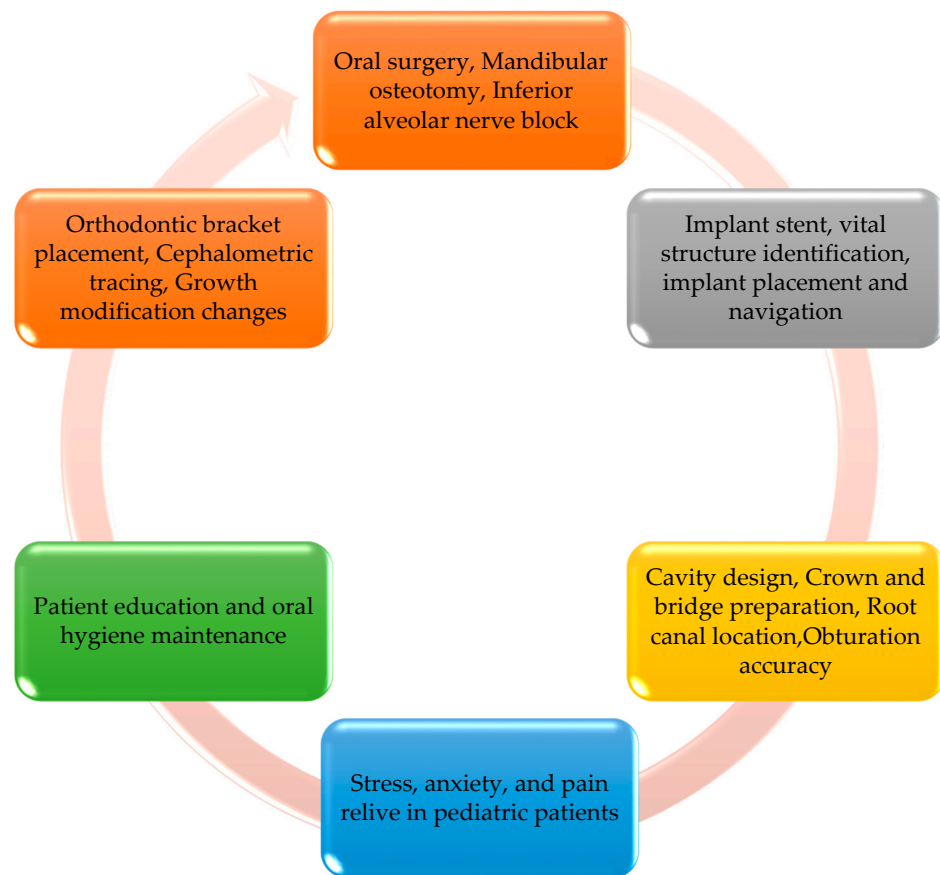 Oral surgery, Mandibular
osteotomy, Inferior
alveolar nerve block
Implant stent, vital
structure identification,
implant placement and
navigation
Cavity design, Crown and
bridge preparation, Root
canal location,Obturation
accuracy
Stress, anxiety, and pain
relive in pediatric patients
Patient education and oral
hygiene maintenance
Orthodontic bracket
placement, Cephalometric
tracing, Growth
modification changes